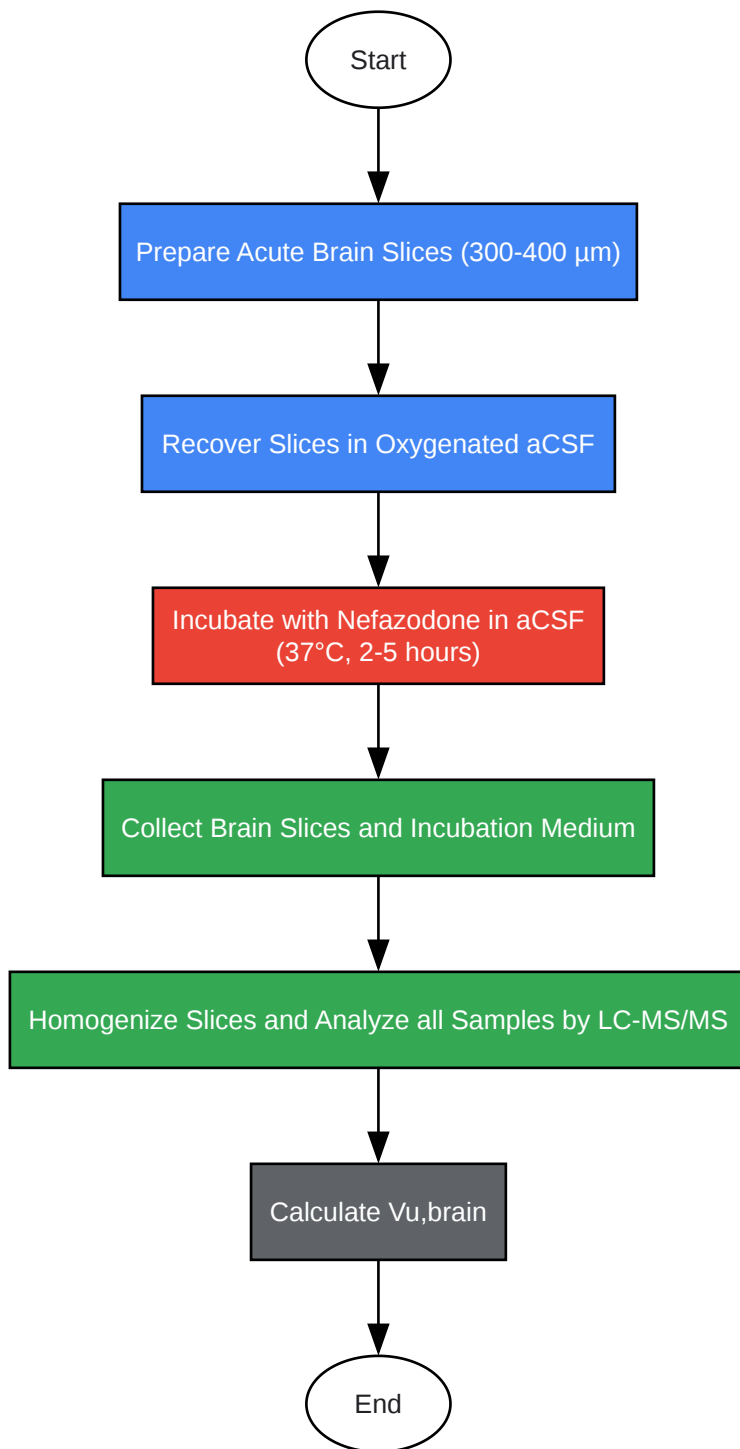 Start
Prepare Acute Brain Slices (300-400 µm)
Recover Slices in Oxygenated aCSF
Incubate with Nefazodone in aCSF
(37°C, 2-5 hours)
Collect Brain Slices and Incubation Medium
Homogenize Slices and Analyze all Samples by LC-MS/MS
Calculate Vu,brain
End